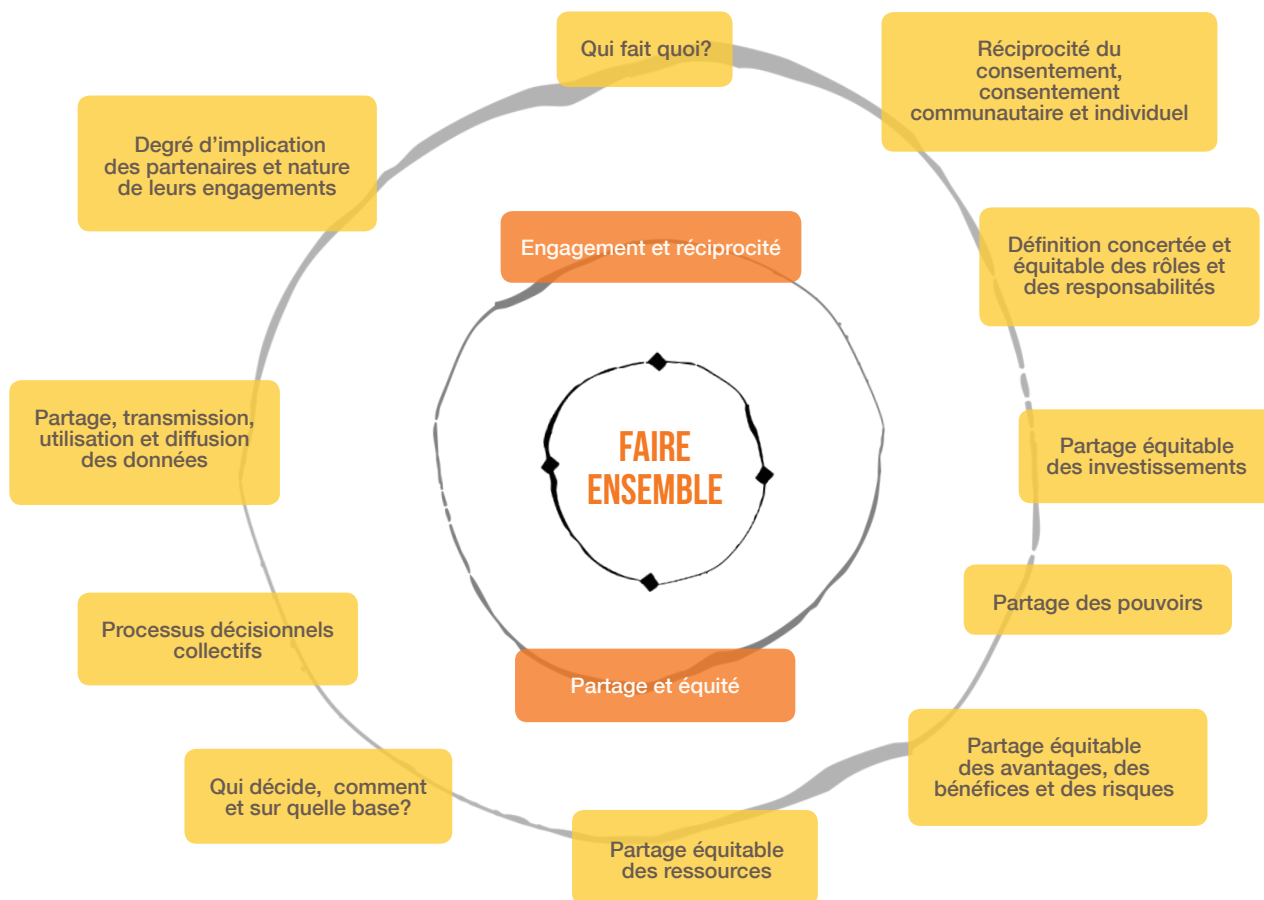 Qui fait quoi?
Réciprocité du
consentement,
consentement
communautaire et individuel
Degré d’implication
des partenaires et nature
de leurs engagements
Engagement et réciprocité
Définition concertée et
équitable des rôles et
des responsabilités
Partage, transmission,
utilisation et diffusion
des données
FAIRE
ENSEMBLE
Partage équitable
des investissements
Processus décisionnels
collectifs
Partage des pouvoirs
Partage et équité
Qui décide,  comment
et sur quelle base?
Partage équitable
des avantages, des
bénéfices et des risques
Partage équitable
des ressources